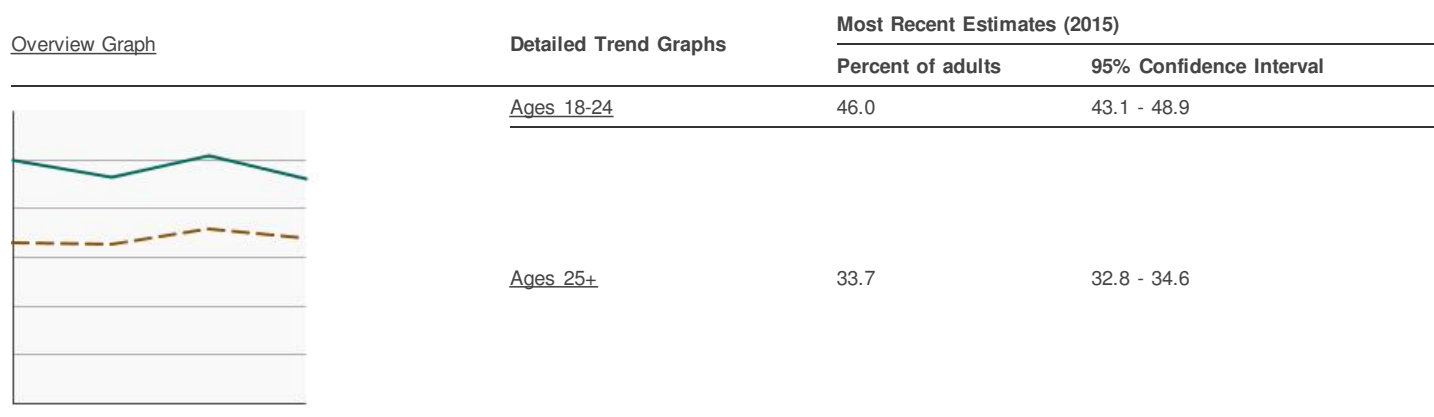 Most Recent Estimates (2015)
Overview Graph
Detailed Trend Graphs
Percent of adults 95% Confidence Interval
Ages 18-24 46.0 43.1 - 48.9
Ages 25+ 33.7 32.8 - 34.6